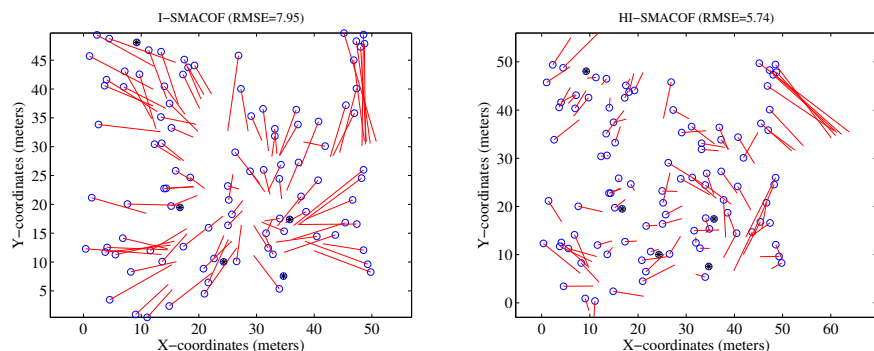 I−SMACOF (RMSE=7.95)
Y−coordinates (meters)
45
40
35
30
25
20
15
10
5
0 10 20 30 40 50
X−coordinates (meters)
HI−SMACOF (RMSE=5.74)
Y−coordinates (meters)
60
50
40
30
20
10
0
0 10 20 30 40 50 60
X−coordinates (meters)